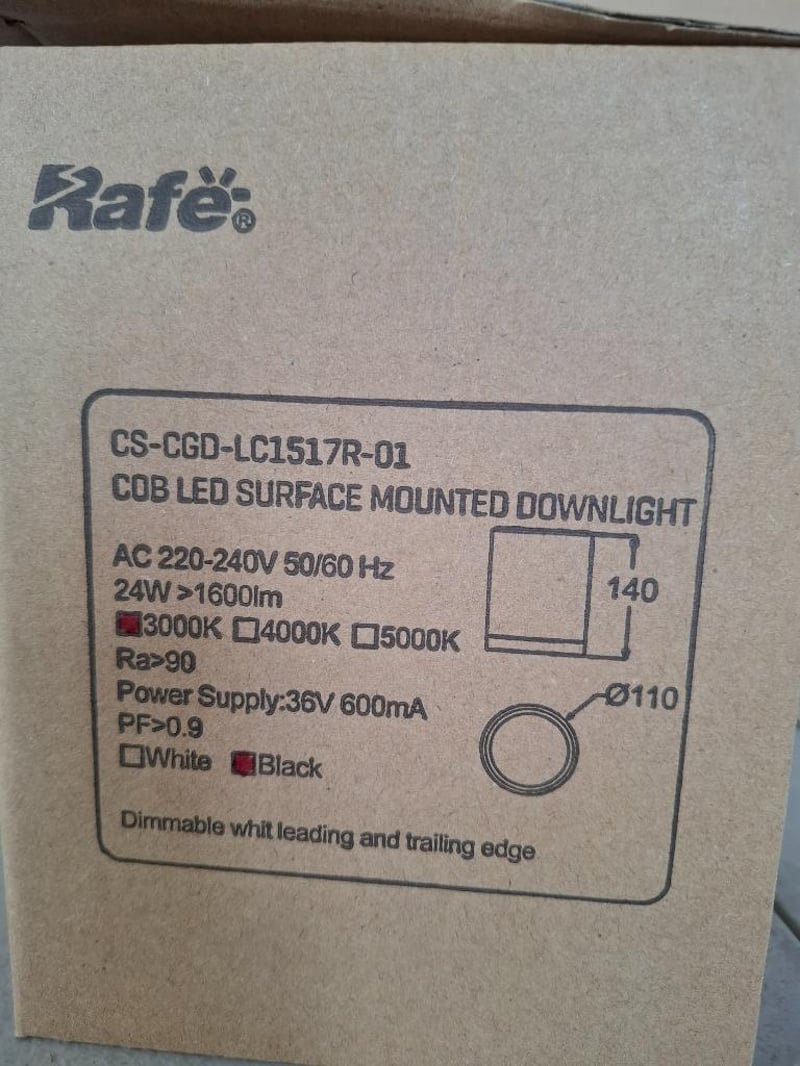 Rafe®
CS-CGD-LC1517R-01
COB LED SURFACE MOUNTED DOWNLIGHT
AC 220-240V 50/60 Hz
24W >1600lm
3000K 4000K 5000K
Ra>90
Power Supply:36V 600mA
PF>0.9
White Black
Dimmable whit leading and trailing edge
140
Ø110